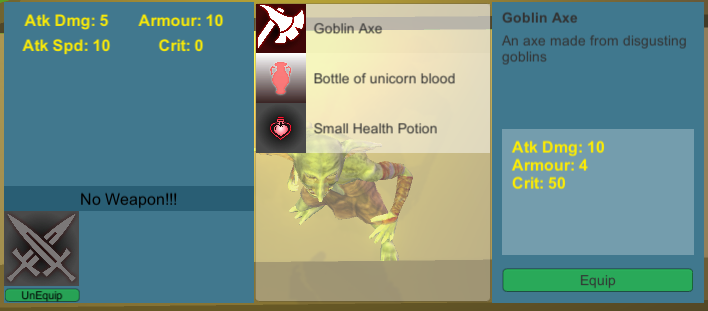 Atk Dmg: 5 Armour: 10
Atk Spd: 10 Crit: 0
No Weapon!!!
UnEquip
Goblin Axe
Bottle of unicorn blood
Small Health Potion
Goblin Axe
An axe made from disgusting
goblins
Atk Dmg: 10
Armour: 4
Crit: 50
Equip